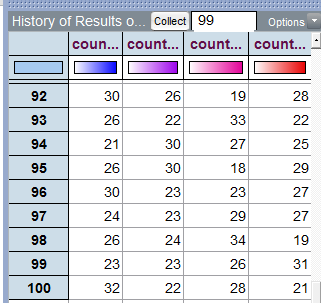 History of Results o... Collect 99 Options
count... count... count... count...
92 30 26 19 28
93 26 22 33 22
94 21 30 27 25
95 26 30 18 29
96 30 23 23 27
97 24 23 29 27
98 26 24 34 19
99 23 23 26 31
100 32 22 28 21